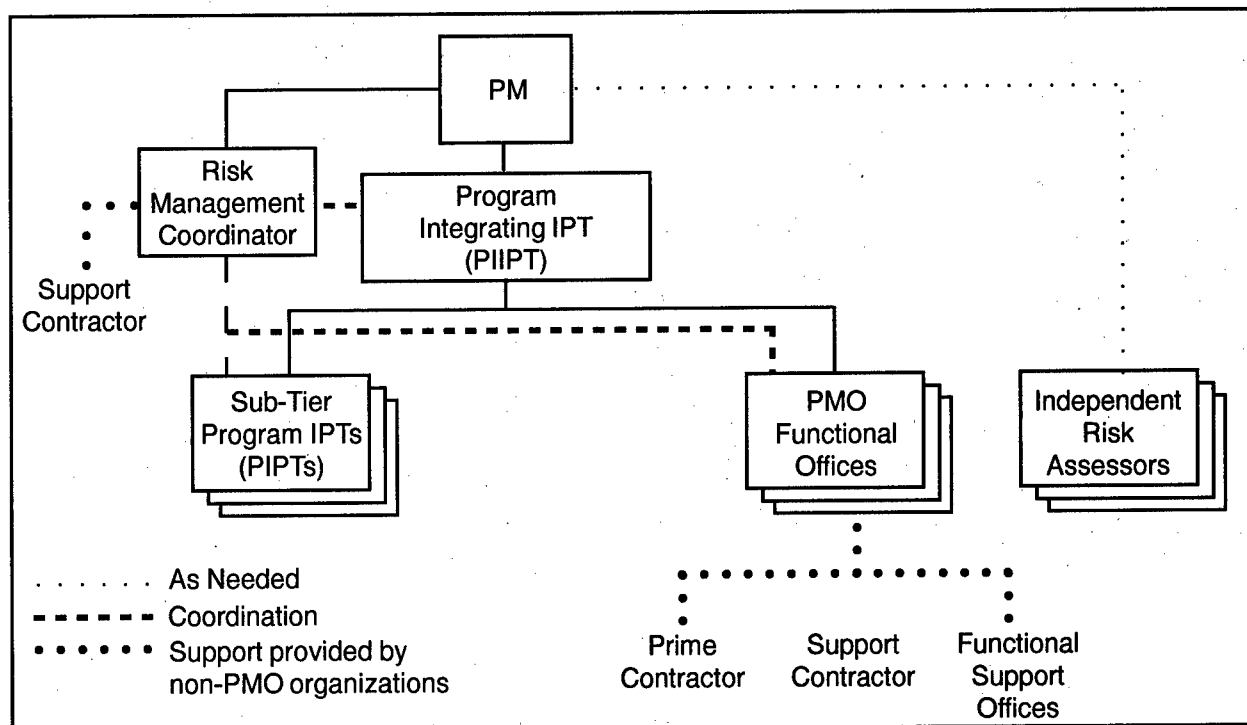 PM
Risk
Management
Coordinator
Program
Integrating IPT
(PIIPT)
Support
Contractor
Sub-Tier
Program IPTs
(PIPTs)
PMO
Functional
Offices
Independent
Risk
Assessors
As Needed
Coordination
Support provided by
non-PMO organizations
Prime
Contractor
Support
Contractor
Functional
Support
Offices